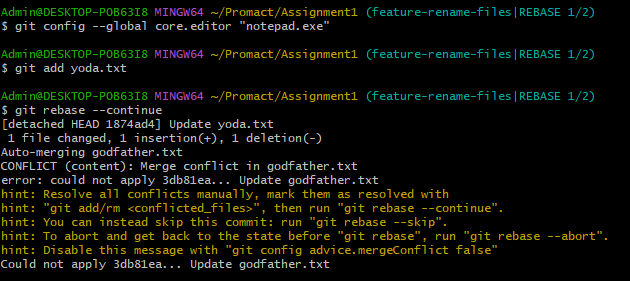 Admin@DESKTOP-POB63I8 MINGW64 ~/Promact/Assignment1 (feature-rename-files|REBASE 1/2)
$ git config --global core.editor "notepad.exe"
Admin@DESKTOP-POB63I8 MINGW64 ~/Promact/Assignment1 (feature-rename-files|REBASE 1/2)
$ git add yoda.txt
Admin@DESKTOP-POB63I8 MINGW64 ~/Promact/Assignment1 (feature-rename-files|REBASE 1/2)
$ git rebase --continue
[detached HEAD 1874ad4] Update yoda.txt
 1 file changed, 1 insertion(+), 1 deletion(-)
Auto-merging godfather.txt
CONFLICT (content): Merge conflict in godfather.txt
error: could not apply 3db81ea... Update godfather.txt
hint: Resolve all conflicts manually, mark them as resolved with
hint: "git add/rm <conflicted_files>", then run "git rebase --continue".
hint: You can instead skip this commit: run "git rebase --skip".
hint: To abort and get back to the state before "git rebase", run "git rebase --abort".
hint: Disable this message with "git config advice.mergeConflict false"
Could not apply 3db81ea... Update godfather.txt